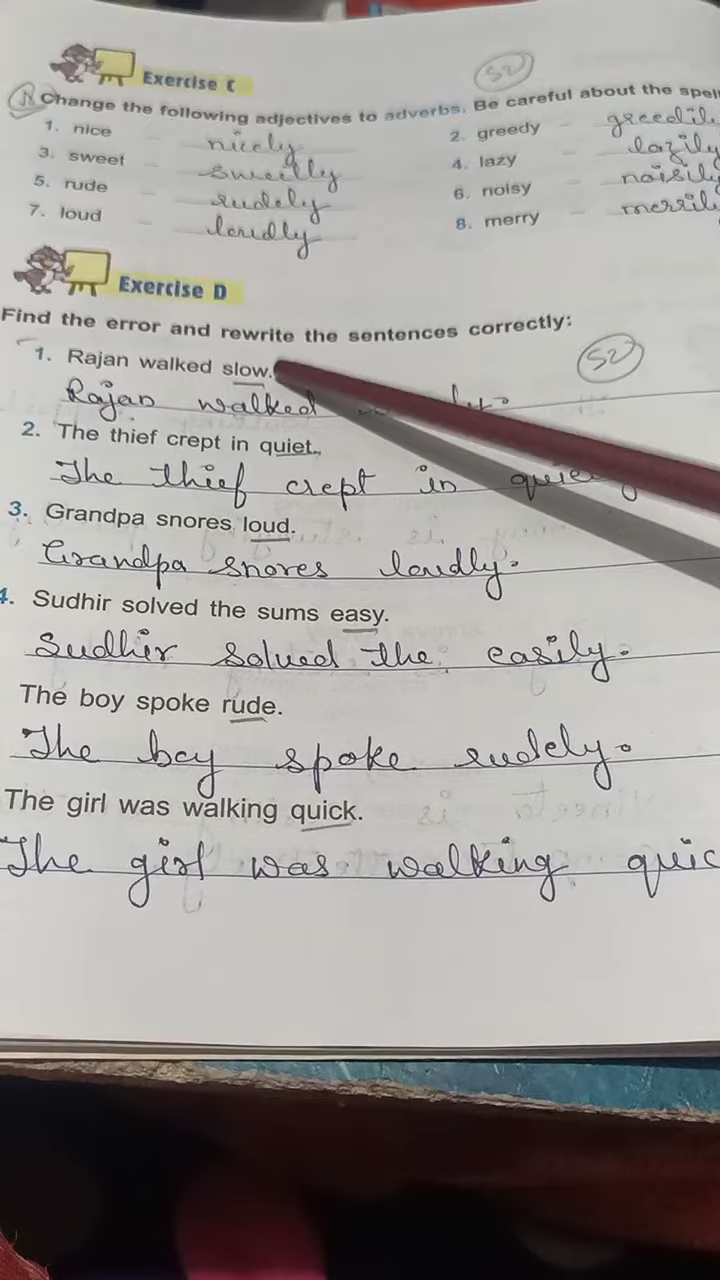 Exercise C
52
Change the following adjectives to adverbs. Be careful about the spel
1. nice nicely 2. greedy greedil
3. sweet sweetly 4. lazy lazily
5. rude rudely 6. noisy noisily
7. loud loudly 8. merry merril
Exercise D
Find the error and rewrite the sentences correctly:
52
1. Rajan walked slow.
Rajan walked ly.
2. The thief crept in quiet.
The thief crept in quie
3. Grandpa snores loud.
Grandpa snores loudly.
4. Sudhir solved the sums easy.
Sudhir solved the easily.
The boy spoke rude.
The boy spoke rudely.
The girl was walking quick.
The girl was walking quic